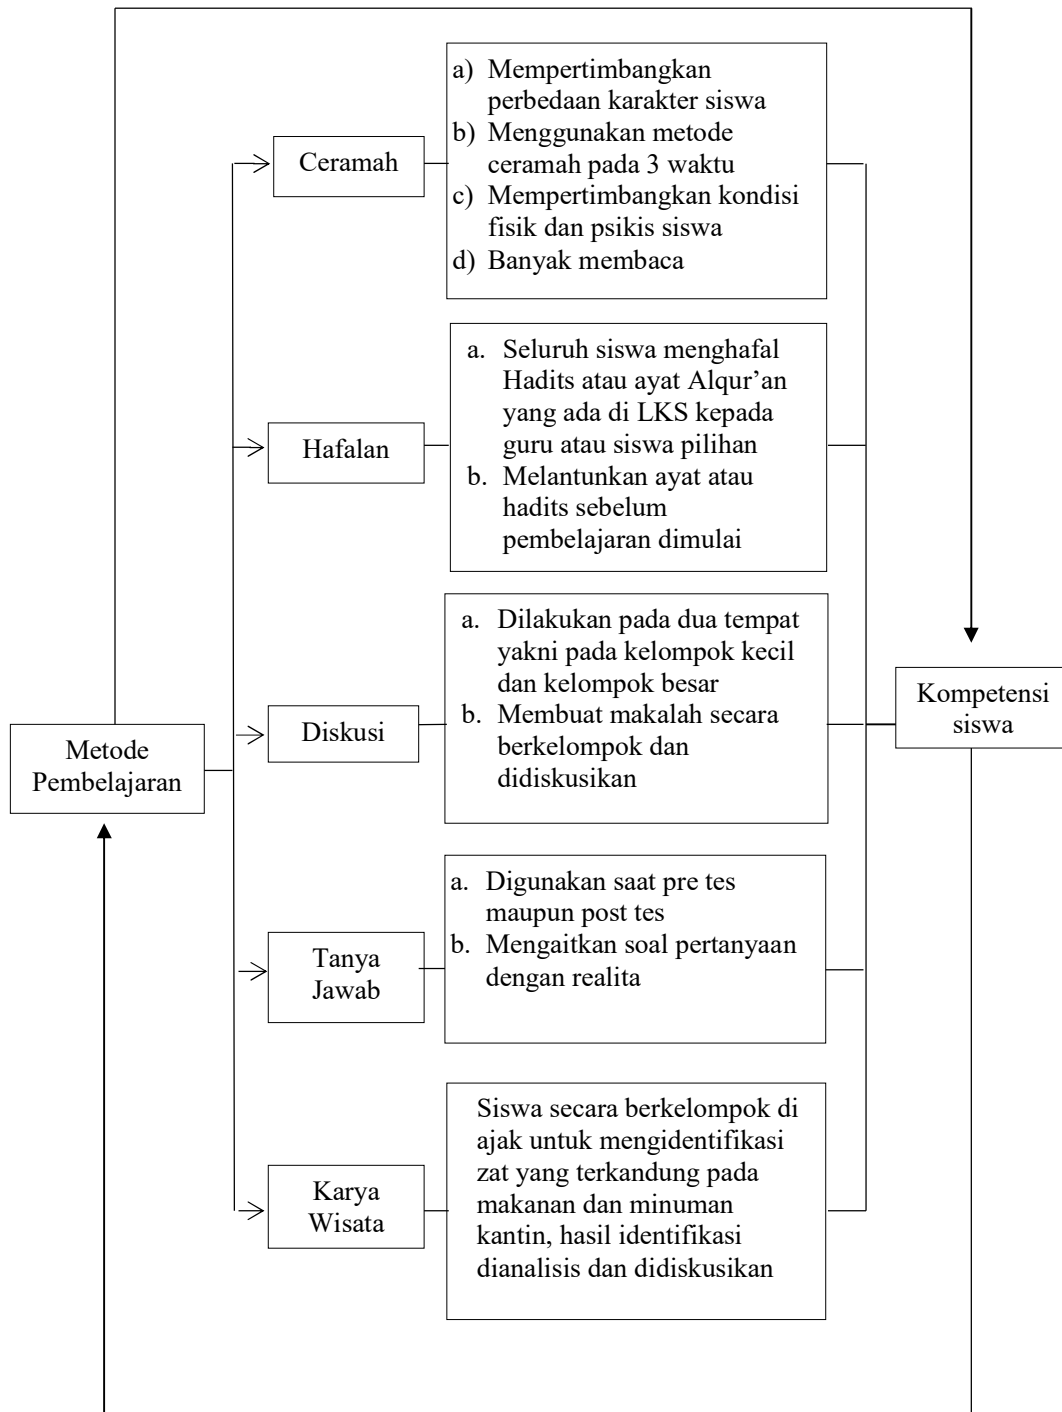 a) Mempertimbangkan
perbedaan karakter siswa
b) Menggunakan metode
ceramah pada 3 waktu
c) Mempertimbangkan kondisi
fisik dan psikis siswa
d) Banyak membaca
Ceramah
a. Seluruh siswa menghafal
Hadits atau ayat Alqur’an
yang ada di LKS kepada
guru atau siswa pilihan
b. Melantunkan ayat atau
hadits sebelum
pembelajaran dimulai
Hafalan
a. Dilakukan pada dua tempat
yakni pada kelompok kecil
dan kelompok besar
b. Membuat makalah secara
berkelompok dan
didiskusikan
Diskusi
Kompetensi
siswa
Metode
Pembelajaran
a. Digunakan saat pre tes
maupun post tes
b. Mengaitkan soal pertanyaan
dengan realita
Tanya
Jawab
Siswa secara berkelompok di
ajak untuk mengidentifikasi
zat yang terkandung pada
makanan dan minuman
kantin, hasil identifikasi
dianalisis dan didiskusikan
Karya
Wisata